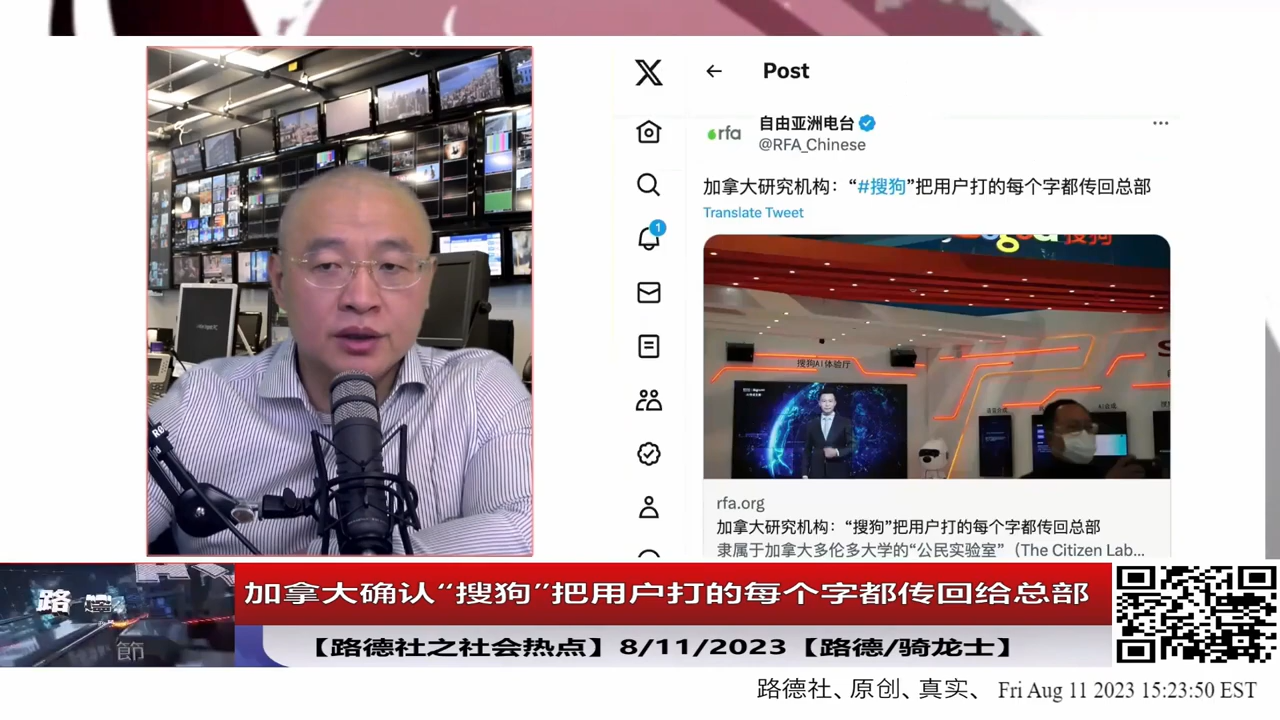 Post
rfa
自由亚洲电台
@RFA_Chinese
加拿大研究机构：“#搜狗”把用户打的每个字都传回总部
Translate Tweet
1
搜狗
搜狗AI体验厅
rfa.org
加拿大研究机构：“搜狗”把用户打的每个字都传回总部
隶属于加拿大多伦多大学的“公民实验室”（The Citizen Lab...
路
節
加拿大确认“搜狗”把用户打的每个字都传回给总部
【路德社之社会热点】8/11/2023【路德/骑龙士】
路德社、原创、真实、 Fri Aug 11 2023 15:23:50 EST